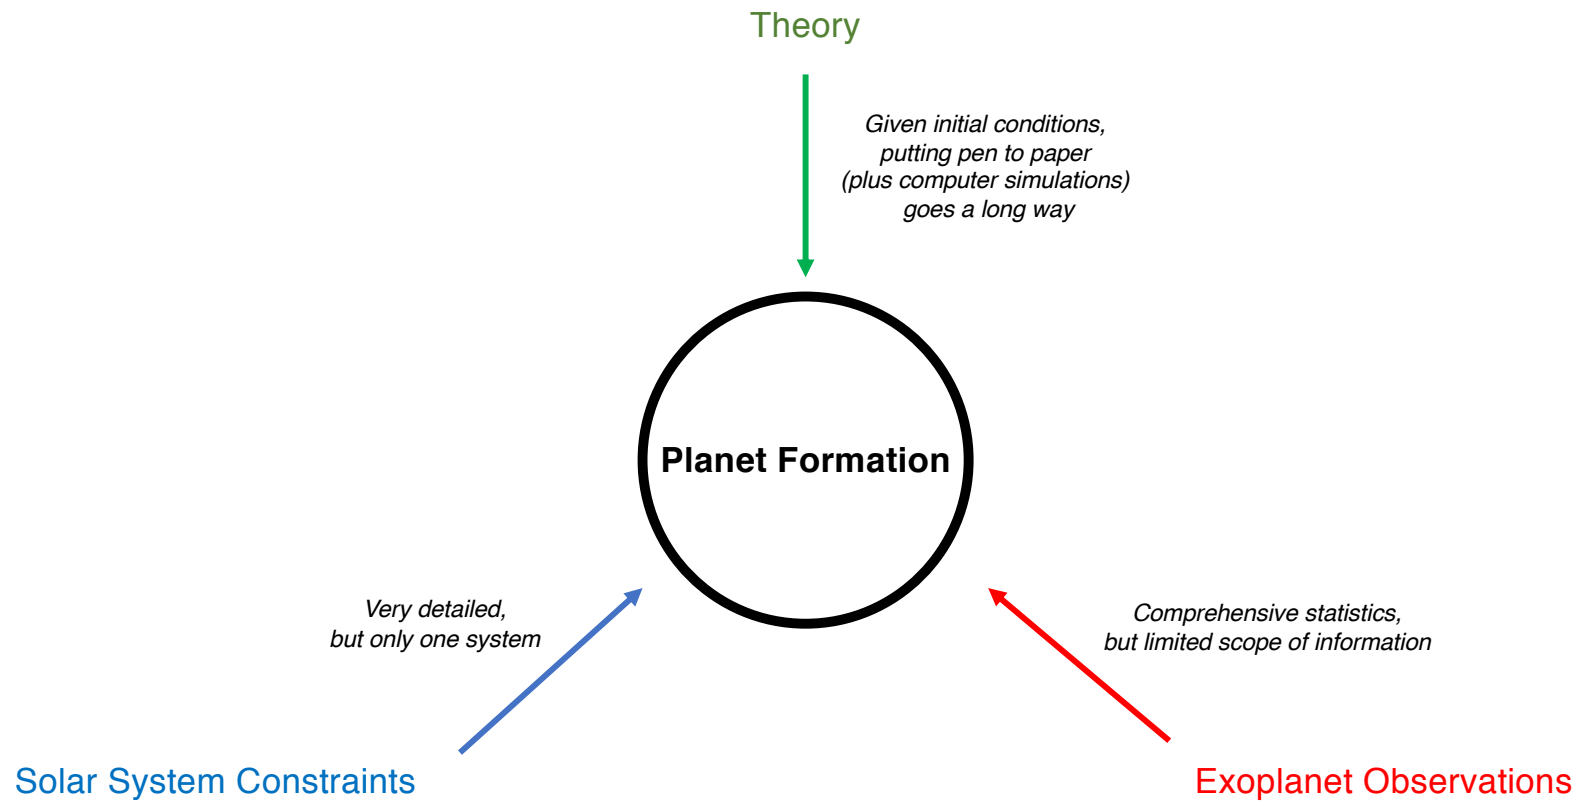 Theory
Given initial conditions,
putting pen to paper
(plus computer simulations)
goes a long way
Planet Formation
Very detailed,
but only one system
Comprehensive statistics,
but limited scope of information
Solar System Constraints
Exoplanet Observations